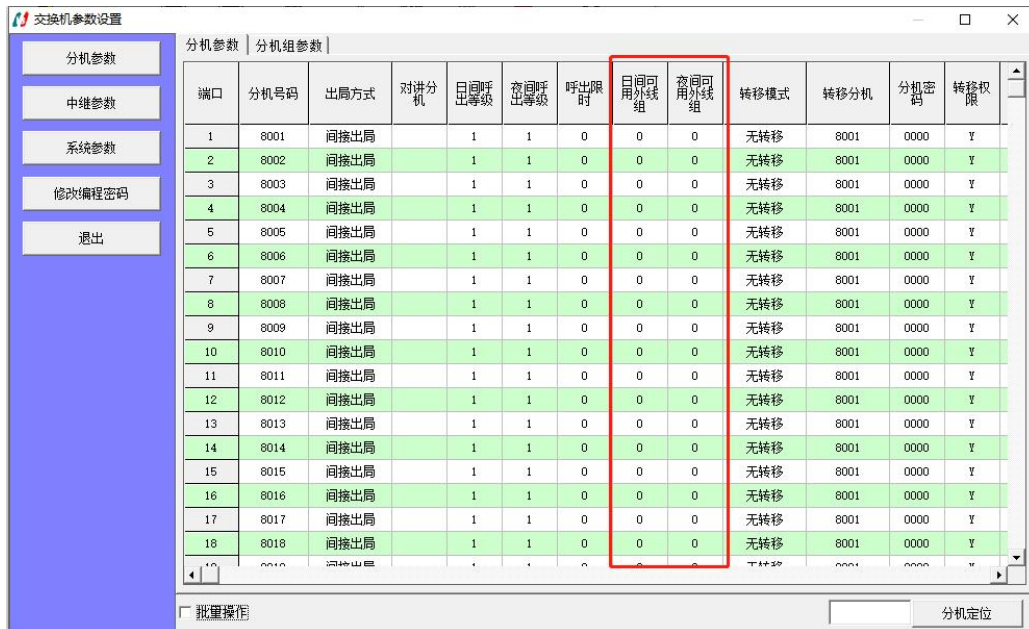 交换机参数设置
分机参数
中继参数
系统参数
修改编程密码
退出
分机参数 分机组参数
端口 分机号码 出局方式 对讲分机 日间呼出等级 夜间呼出等级 呼出限时 日间可用外线组 夜间可用外线组 转移模式 转移分机 分机密码 转移权限
1 8001 间接出局 1 1 0 0 0 无转移 8001 0000 Y
2 8002 间接出局 1 1 0 0 0 无转移 8001 0000 Y
3 8003 间接出局 1 1 0 0 0 无转移 8001 0000 Y
4 8004 间接出局 1 1 0 0 0 无转移 8001 0000 Y
5 8005 间接出局 1 1 0 0 0 无转移 8001 0000 Y
6 8006 间接出局 1 1 0 0 0 无转移 8001 0000 Y
7 8007 间接出局 1 1 0 0 0 无转移 8001 0000 Y
8 8008 间接出局 1 1 0 0 0 无转移 8001 0000 Y
9 8009 间接出局 1 1 0 0 0 无转移 8001 0000 Y
10 8010 间接出局 1 1 0 0 0 无转移 8001 0000 Y
11 8011 间接出局 1 1 0 0 0 无转移 8001 0000 Y
12 8012 间接出局 1 1 0 0 0 无转移 8001 0000 Y
13 8013 间接出局 1 1 0 0 0 无转移 8001 0000 Y
14 8014 间接出局 1 1 0 0 0 无转移 8001 0000 Y
15 8015 间接出局 1 1 0 0 0 无转移 8001 0000 Y
16 8016 间接出局 1 1 0 0 0 无转移 8001 0000 Y
17 8017 间接出局 1 1 0 0 0 无转移 8001 0000 Y
18 8018 间接出局 1 1 0 0 0 无转移 8001 0000 Y
批量操作
分机定位